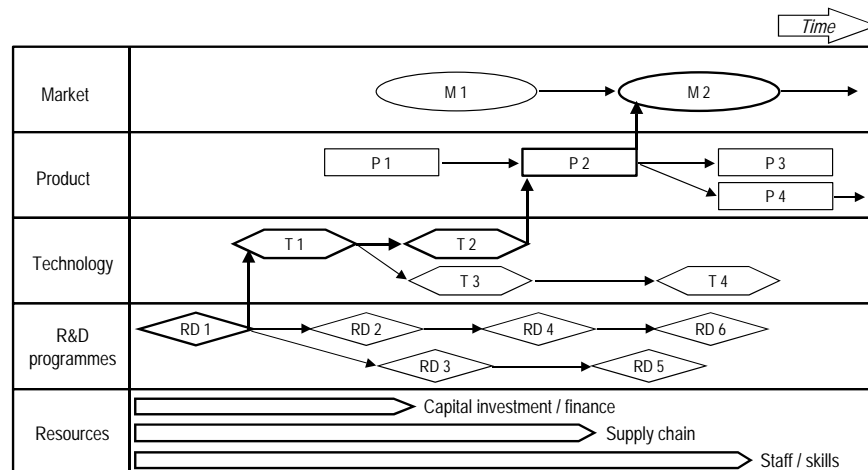 Time
Market
M 1
M 2
Product
P 1
P 2
P 3
P 4
Technology
T 1
T 2
T 3
T 4
R&D
programmes
RD 1
RD 2
RD 4
RD 6
RD 3
RD 5
Resources
Capital investment / finance
Supply chain
Staff / skills